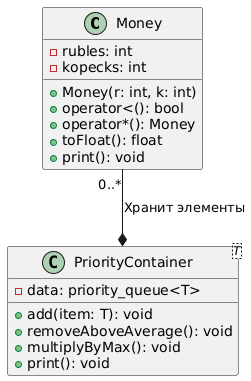 C Money
rubles: int
kopecks: int
Money(r: int, k: int)
operator<(): bool
operator*(): Money
toFloat(): float
print(): void
0..*
Хранит элементы
C PriorityContainer T
data: priority_queue<T>
add(item: T): void
removeAboveAverage(): void
multiplyByMax(): void
print(): void